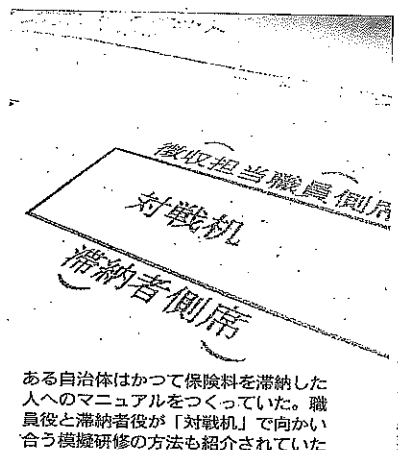 徴収担当職員側席
対戦机
滞納者側席
ある自治体はかつて保険料を滞納した
人へのマニュアルをつくっていた。職
員役と滞納者役が「対戦机」で向かい
合う模擬研修の方法も紹介されていた